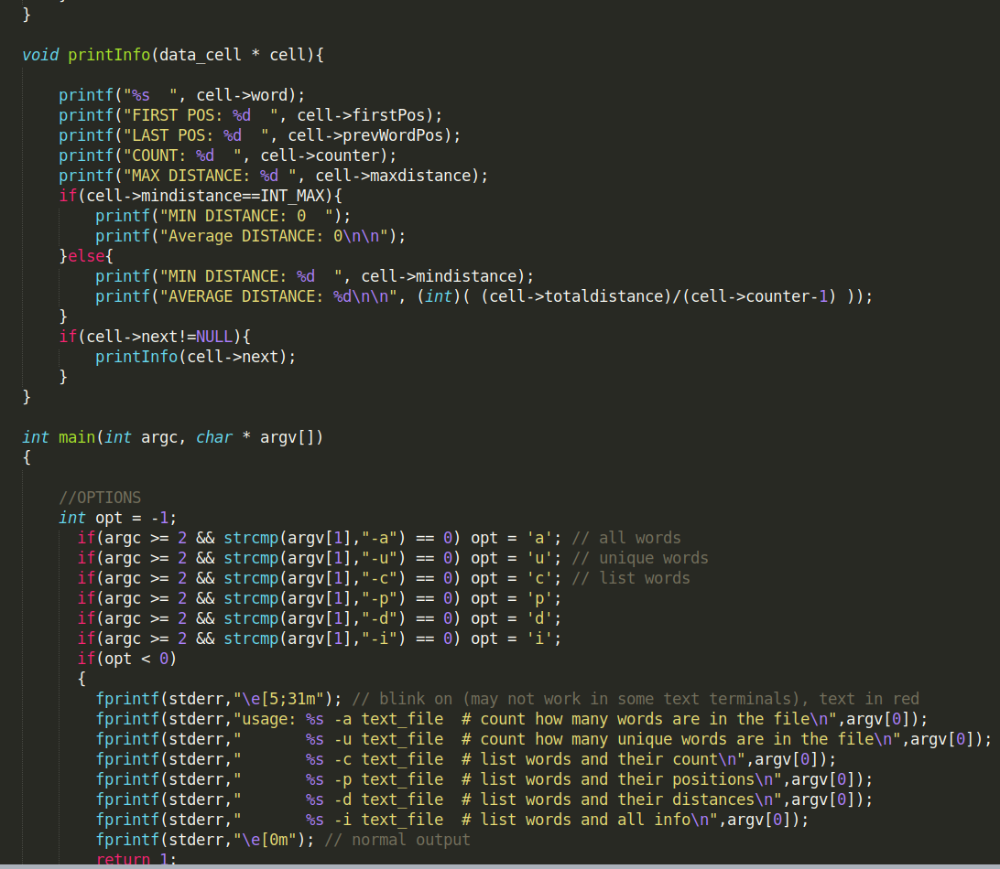 }
void printInfo(data_cell * cell){
printf("%s  ", cell->word);
printf("FIRST POS: %d  ", cell->firstPos);
printf("LAST POS: %d  ", cell->prevWordPos);
printf("COUNT: %d  ", cell->counter);
printf("MAX DISTANCE: %d ", cell->maxdistance);
if(cell->mindistance==INT_MAX){
printf("MIN DISTANCE: 0  ");
printf("Average DISTANCE: 0\n\n");
}else{
printf("MIN DISTANCE: %d  ", cell->mindistance);
printf("AVERAGE DISTANCE: %d\n\n", (int)( (cell->totaldistance)/(cell->counter-1) ));
}
if(cell->next!=NULL){
printInfo(cell->next);
}
}
int main(int argc, char * argv[])
{
//OPTIONS
int opt = -1;
if(argc >= 2 && strcmp(argv[1],"-a") == 0) opt = 'a'; // all words
if(argc >= 2 && strcmp(argv[1],"-u") == 0) opt = 'u'; // unique words
if(argc >= 2 && strcmp(argv[1],"-c") == 0) opt = 'c'; // list words
if(argc >= 2 && strcmp(argv[1],"-p") == 0) opt = 'p';
if(argc >= 2 && strcmp(argv[1],"-d") == 0) opt = 'd';
if(argc >= 2 && strcmp(argv[1],"-i") == 0) opt = 'i';
if(opt < 0)
{
fprintf(stderr,"\e[5;31m"); // blink on (may not work in some text terminals), text in red
fprintf(stderr,"usage: %s -a text_file  # count how many words are in the file\n",argv[0]);
fprintf(stderr,"       %s -u text_file  # count how many unique words are in the file\n",argv[0]);
fprintf(stderr,"       %s -c text_file  # list words and their count\n",argv[0]);
fprintf(stderr,"       %s -p text_file  # list words and their positions\n",argv[0]);
fprintf(stderr,"       %s -d text_file  # list words and their distances\n",argv[0]);
fprintf(stderr,"       %s -i text_file  # list words and all info\n",argv[0]);
fprintf(stderr,"\e[0m"); // normal output
return 1;